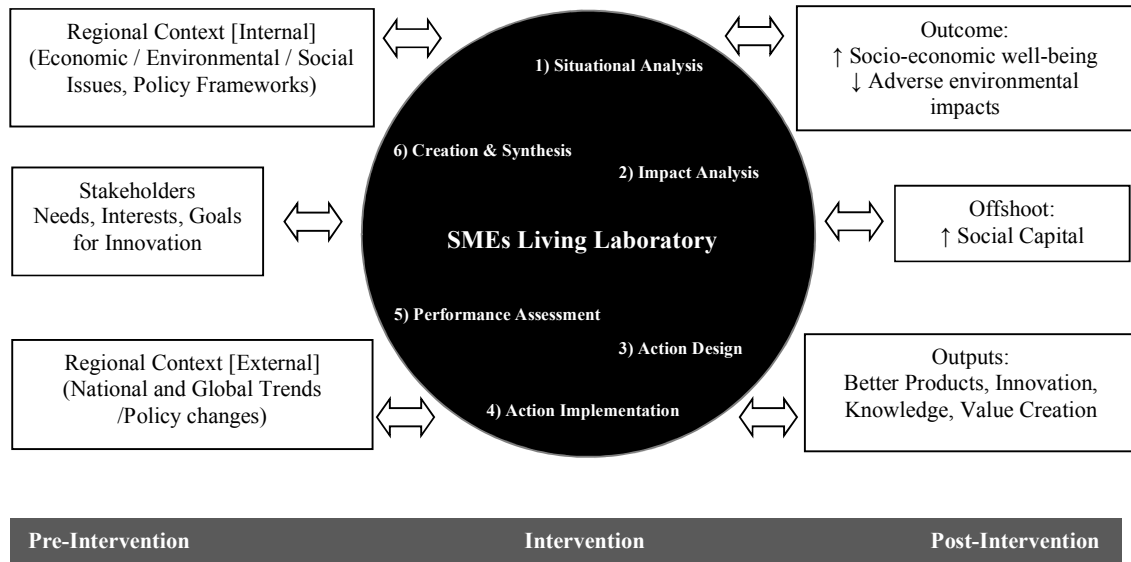 Regional Context [Internal]
(Economic / Environmental / Social
Issues, Policy Frameworks)
Stakeholders
Needs, Interests, Goals
for Innovation
Regional Context [External]
(National and Global Trends
/Policy changes)
1) Situational Analysis
6) Creation & Synthesis
2) Impact Analysis
SMEs Living Laboratory
5) Performance Assessment
3) Action Design
4) Action Implementation
Outcome:
↑ Socio-economic well-being
↓ Adverse environmental
impacts
Offshoot:
↑ Social Capital
Outputs:
Better Products, Innovation,
Knowledge, Value Creation
Pre-Intervention
Intervention
Post-Intervention